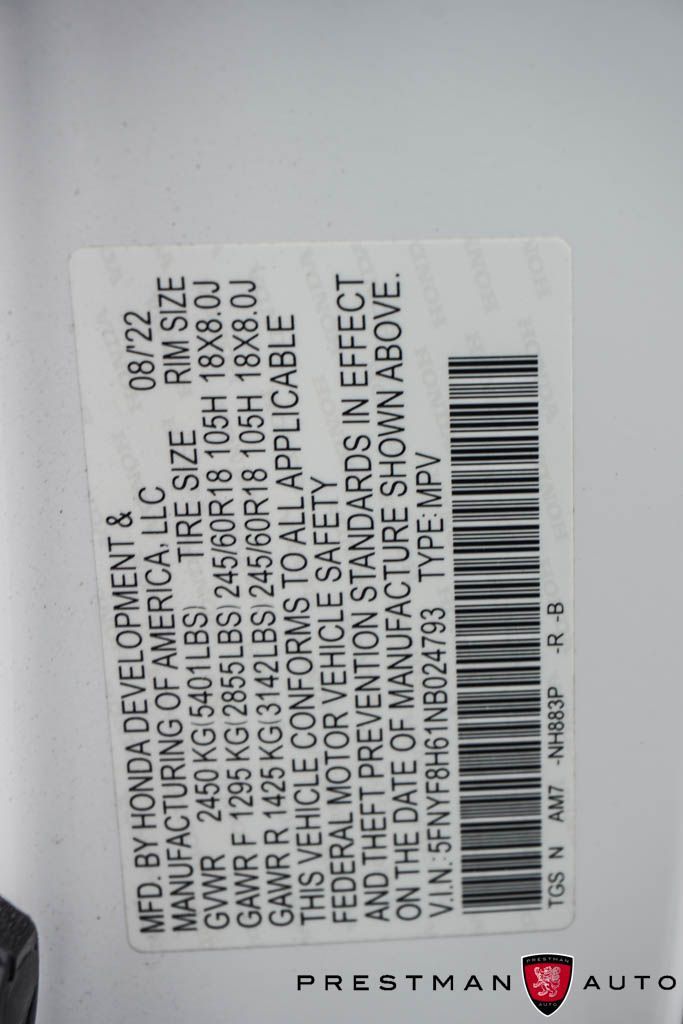 MFD. BY HONDA DEVELOPMENT &
MANUFACTURING OF AMERICA, LLC 08/'22
GVWR 2450 KG(5401LBS) TIRE SIZE RIM SIZE
GAWR F 1295 KG(2855LBS) 245/60R18 105H 18X8.0J
GAWR R 1425 KG(3142LBS) 245/60R18 105H 18X8.0J
THIS VEHICLE CONFORMS TO ALL APPLICABLE
FEDERAL MOTOR VEHICLE SAFETY
AND THEFT PREVENTION STANDARDS IN EFFECT
ON THE DATE OF MANUFACTURE SHOWN ABOVE.
V.I.N.: 5FNYF8H61NB024793 TYPE: MPV
TGS N AM7 -NH883P -R -B
PRESTMAN PRESTMAN AUTO